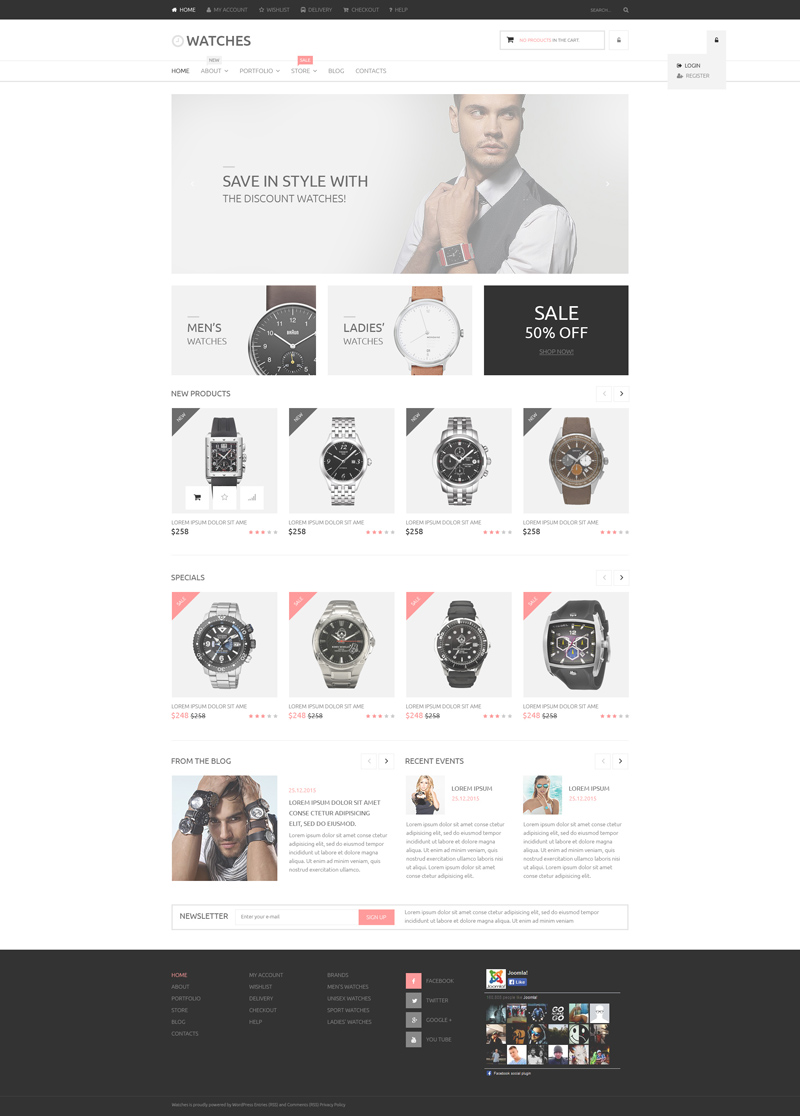 HOME MY ACCOUNT WISHLIST DELIVERY CHECKOUT HELP SEARCH...
WATCHES
NO PRODUCTS IN THE CART
NEW
SALE
HOME ABOUT PORTFOLIO STORE BLOG CONTACTS
LOGIN
REGISTER
SAVE IN STYLE WITH
THE DISCOUNT WATCHES!
MEN'S
WATCHES
BRAUN
LADIES'
WATCHES
SALE
50% OFF
SHOP NOW!
NEW PRODUCTS
NEW NEW NEW NEW
LOREM IPSUM DOLOR SIT AME LOREM IPSUM DOLOR SIT AME LOREM IPSUM DOLOR SIT AME LOREM IPSUM DOLOR SIT AME
$258 $258 $258 $258
SPECIALS
SALE SALE SALE SALE
LOREM IPSUM DOLOR SIT AME LOREM IPSUM DOLOR SIT AME LOREM IPSUM DOLOR SIT AME LOREM IPSUM DOLOR SIT AME
$248 $258 $248 $258 $248 $258 $248 $258
FROM THE BLOG
25.12.2015
LOREM IPSUM DOLOR SIT AMET
CONSE CTETUR ADIPISICING
ELIT, SED DO EIUSMOD.
Lorem ipsum dolor sit amet conse ctetur
adipisicing elit, sed do eiusmod tempor
incididunt ut labore et dolore magna
aliqua. Ut enim ad minim veniam, quis
nostrud exercitation ullamco.
RECENT EVENTS
LOREM IPSUM
25.12.2015
Lorem ipsum dolor sit amet conse ctetur
adipisicing elit, sed do eiusmod tempor
incididunt ut labore et dolore magna
aliqua. Ut enim ad minim veniam, quis
nostrud exercitation ullamco laboris nisi
ut aliquip. Lorem ipsum dolor sit amet
conse ctetur adipisicing elit.
LOREM IPSUM
25.12.2015
Lorem ipsum dolor sit amet conse ctetur
adipisicing elit, sed do eiusmod tempor
incididunt ut labore et dolore magna
aliqua. Ut enim ad minim veniam, quis
nostrud exercitation ullamco laboris nisi
ut aliquip. Lorem ipsum dolor sit amet
conse ctetur adipisicing elit.
NEWSLETTER
Enter your e-mail
SIGN UP
Lorem ipsum dolor sit amet conse ctetur adipisicing elit, sed do eiusmod tempor
incididunt ut labore et dolore magna aliqua. Ut enim ad minim veniam
HOME
ABOUT
PORTFOLIO
STORE
BLOG
CONTACTS
MY ACCOUNT
WISHLIST
DELIVERY
CHECKOUT
HELP
BRANDS
MEN'S WATCHES
UNISEX WATCHES
SPORT WATCHES
LADIES' WATCHES
FACEBOOK
TWITTER
GOOGLE +
YOU TUBE
Joomla!
Joomla!
Like
people like Joomla!
Facebook social plugin
Watches is proudly powered by WordPress Entries (RSS) and Comments (RSS) Privacy Policy